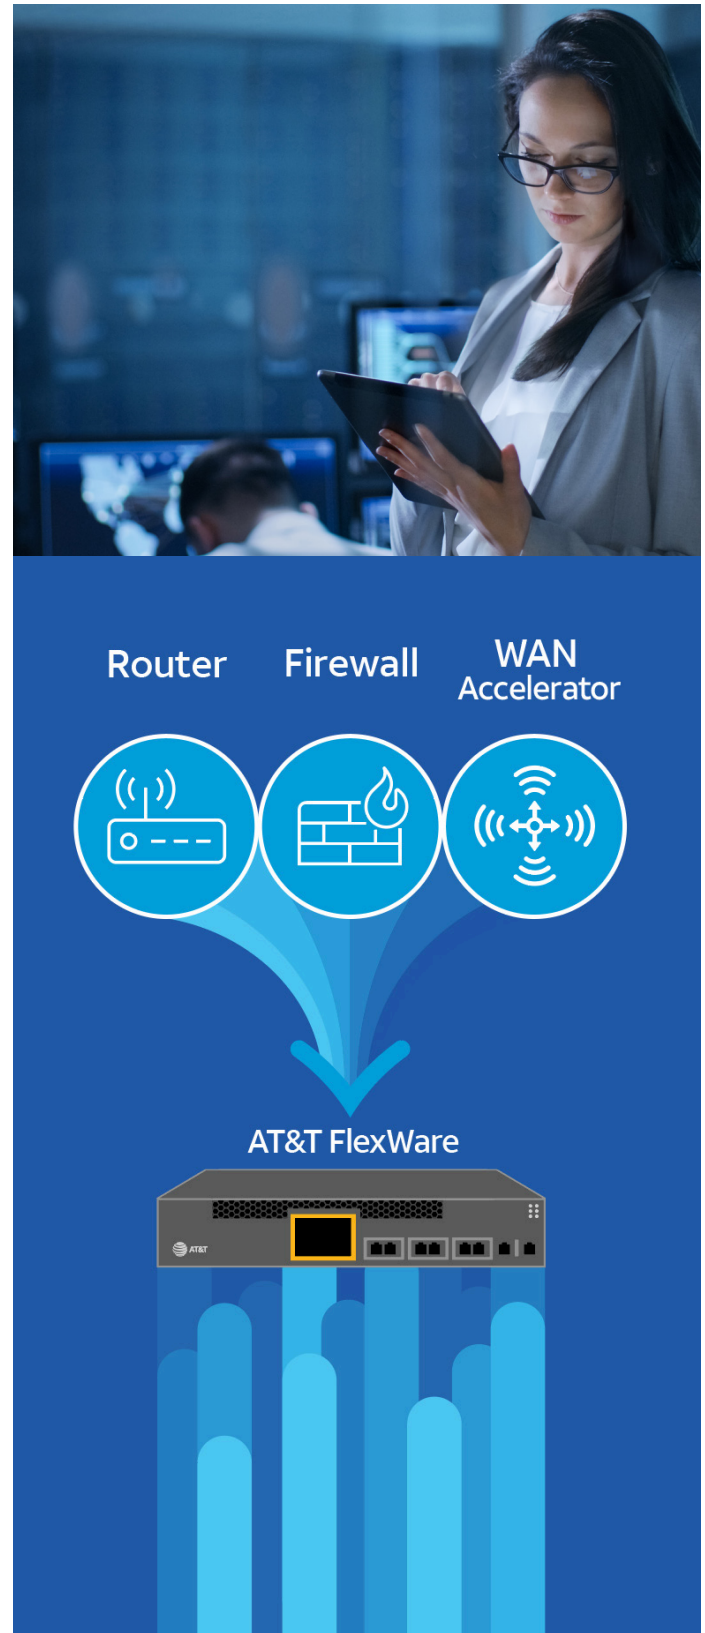 Router
Firewall
WAN
Accelerator
AT&T FlexWare
AT&T